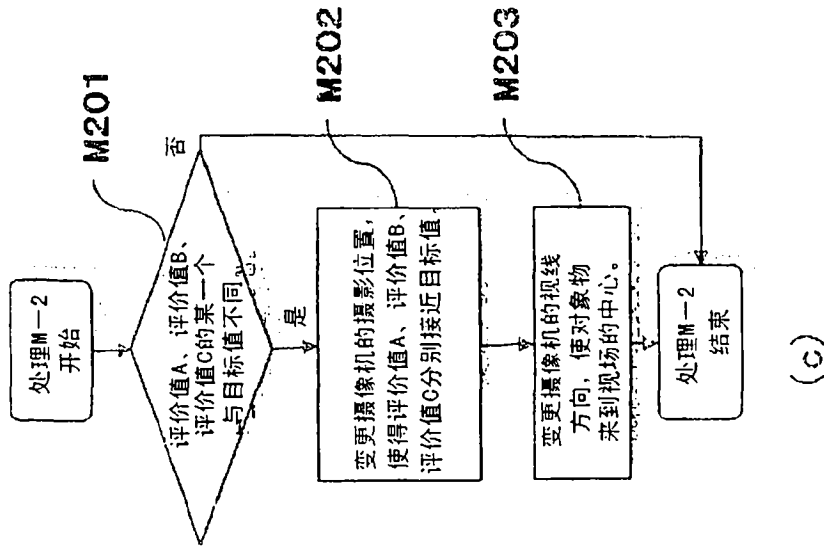 处理M－2
开始
M201
评价值A、评价值B、
评价值C的某一个
与目标值不同。
否
是
M202
变更摄像机的摄影位置，
使得评价值A、评价值B、
评价值C分别接近目标值。
M203
变更摄像机的视线
方向，使对象物
来到视场的中心。
处理M－2
结束
(c)